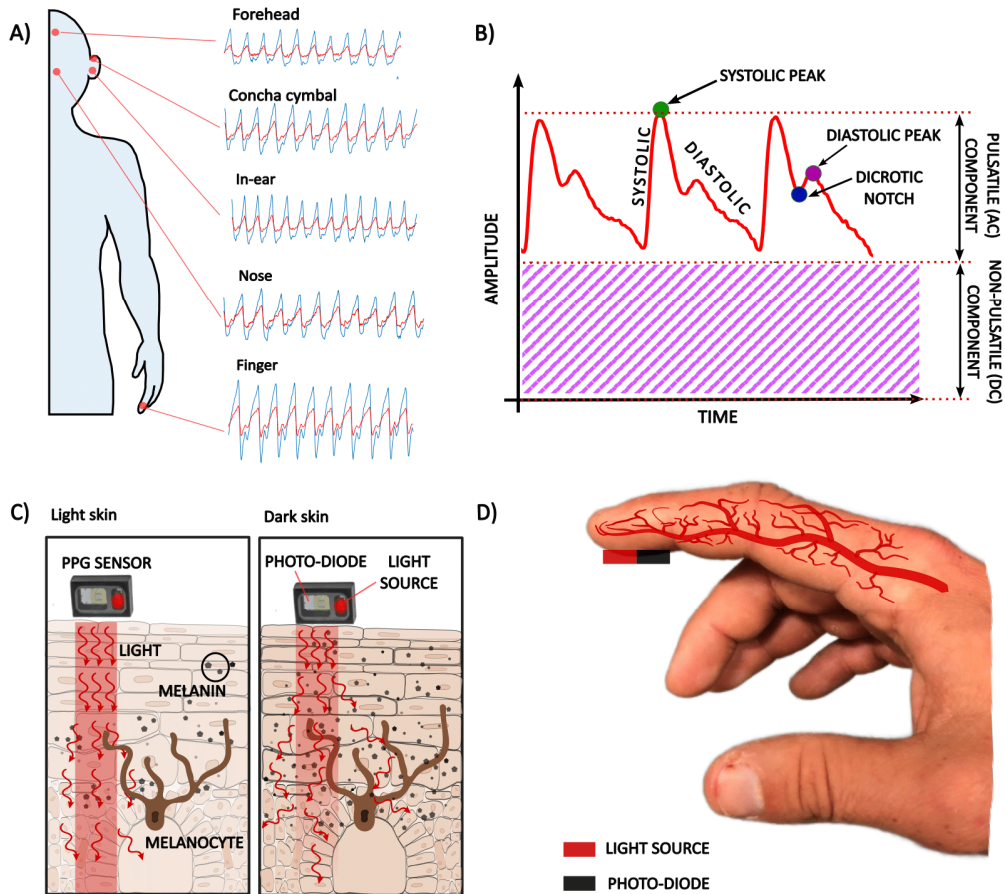 A)
Forehead
Concha cymbal
In-ear
Nose
Finger
B)
SYSTOLIC PEAK
DIASTOLIC PEAK
DICROTIC
NOTCH
SYSTOLIC
DIASTOLIC
AMPLITUDE
TIME
PULSATILE (AC)
COMPONENT
NON-PULSATILE (DC)
COMPONENT
C)
Light skin
PPG SENSOR
LIGHT
MELANIN
MELANOCYTE
Dark skin
PHOTO-DIODE
LIGHT
SOURCE
D)
LIGHT SOURCE
PHOTO-DIODE